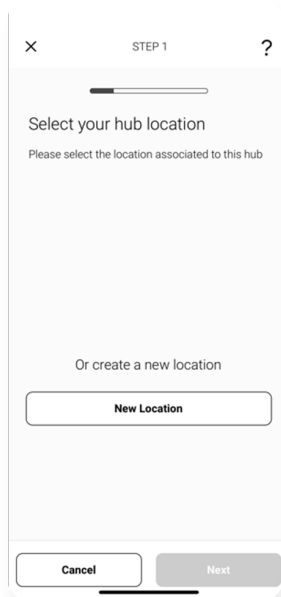 STEP 1
?
Select your hub location
Please select the location associated to this hub
Or create a new location
New Location
Cancel
Next